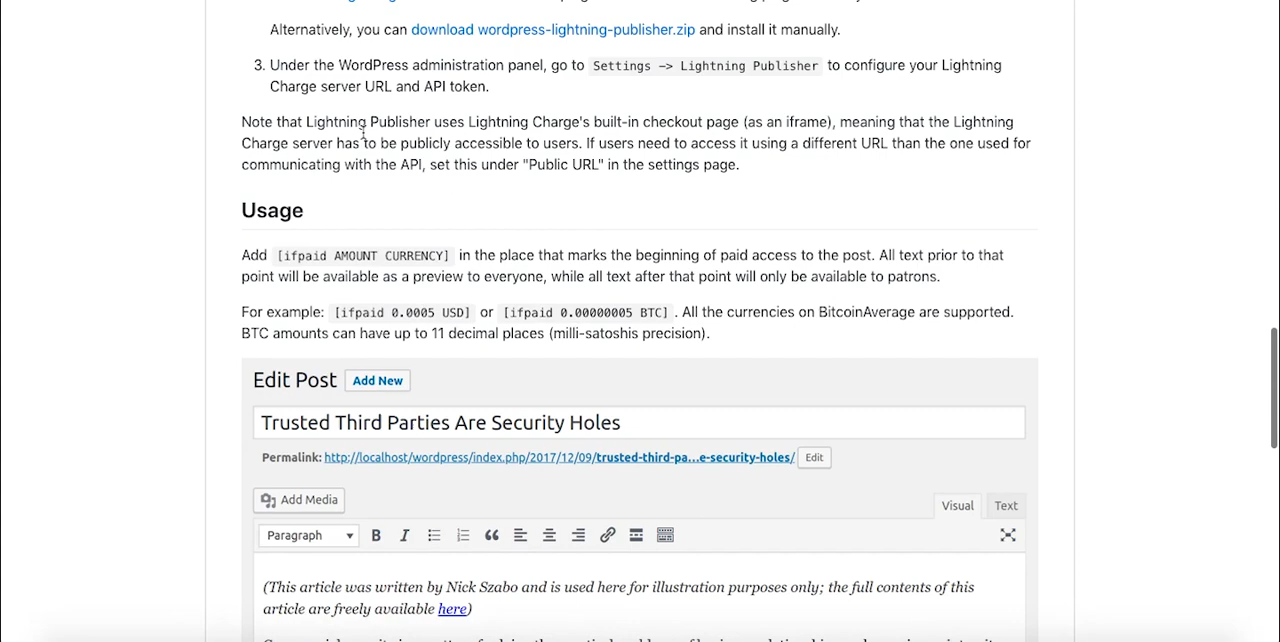 Alternatively, you can download wordpress-lightning-publisher.zip and install it manually.
3. Under the WordPress administration panel, go to Settings -> Lightning Publisher to configure your Lightning
Charge server URL and API token.
Note that Lightning Publisher uses Lightning Charge's built-in checkout page (as an iframe), meaning that the Lightning
Charge server has to be publicly accessible to users. If users need to access it using a different URL than the one used for
communicating with the API, set this under "Public URL" in the settings page.
Usage
Add [ifpaid AMOUNT CURRENCY] in the place that marks the beginning of paid access to the post. All text prior to that
point will be available as a preview to everyone, while all text after that point will only be available to patrons.
For example: [ifpaid 0.0005 USD] or [ifpaid 0.00000005 BTC] . All the currencies on BitcoinAverage are supported.
BTC amounts can have up to 11 decimal places (milli-satoshis precision).
Edit Post Add New
Trusted Third Parties Are Security Holes
Permalink: http://localhost/wordpress/index.php/2017/12/09/trusted-third-pa...e-security-holes/ Edit
Add Media
Visual Text
Paragraph B I
(This article was written by Nick Szabo and is used here for illustration purposes only; the full contents of this
article are freely available here)